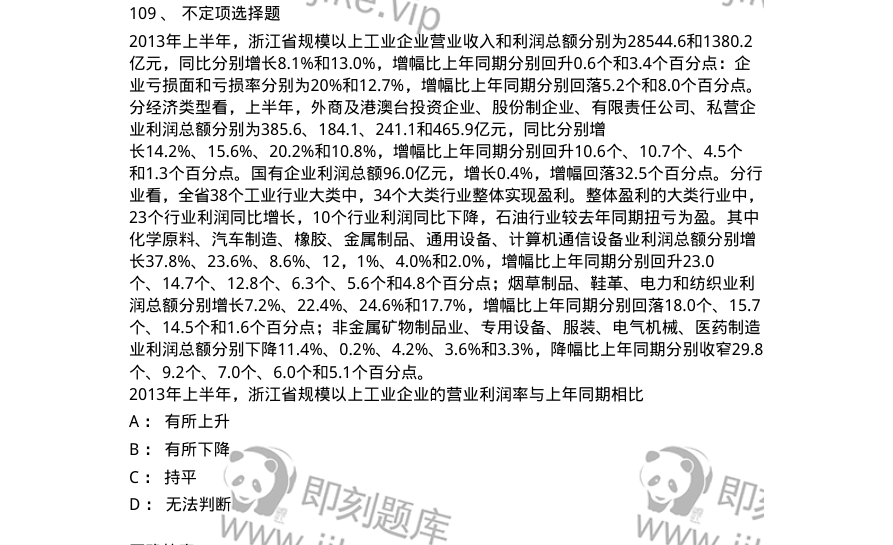 jike.vip
109 、 不定项选择题
2013年上半年，浙江省规模以上工业企业营业收入和利润总额分别为28544.6和1380.2
亿元，同比分别增长8.1%和13.0%，增幅比上年同期分别回升0.6个和3.4个百分点：企
业亏损面和亏损率分别为20%和12.7%，增幅比上年同期分别回落5.2个和8.0个百分点。
分经济类型看，上半年，外商及港澳台投资企业、股份制企业、有限责任公司、私营企
业利润总额分别为385.6、184.1、241.1和465.9亿元，同比分别增
长14.2%、15.6%、20.2%和10.8%，增幅比上年同期分别回升10.6个、10.7个、4.5个
和1.3个百分点。国有企业利润总额96.0亿元，增长0.4%，增幅回落32.5个百分点。分行
业看，全省38个工业行业大类中，34个大类行业整体实现盈利。整体盈利的大类行业中，
23个行业利润同比增长，10个行业利润同比下降，石油行业较去年同期扭亏为盈。其中
化学原料、汽车制造、橡胶、金属制品、通用设备、计算机通信设备业利润总额分别增
长37.8%、23.6%、8.6%、12，1%、4.0%和2.0%，增幅比上年同期分别回升23.0
个、14.7个、12.8个、6.3个、5.6个和4.8个百分点；烟草制品、鞋革、电力和纺织业利
润总额分别增长7.2%、22.4%、24.6%和17.7%，增幅比上年同期分别回落18.0个、15.7
个、14.5个和1.6个百分点；非金属矿物制品业、专用设备、服装、电气机械、医药制造
业利润总额分别下降11.4%、0.2%、4.2%、3.6%和3.3%，降幅比上年同期分别收窄29.8
个、9.2个、7.0个、6.0个和5.1个百分点。
2013年上半年，浙江省规模以上工业企业的营业利润率与上年同期相比
A ： 有所上升
B ： 有所下降
C ： 持平
D ： 无法判断
即刻题库
即刻